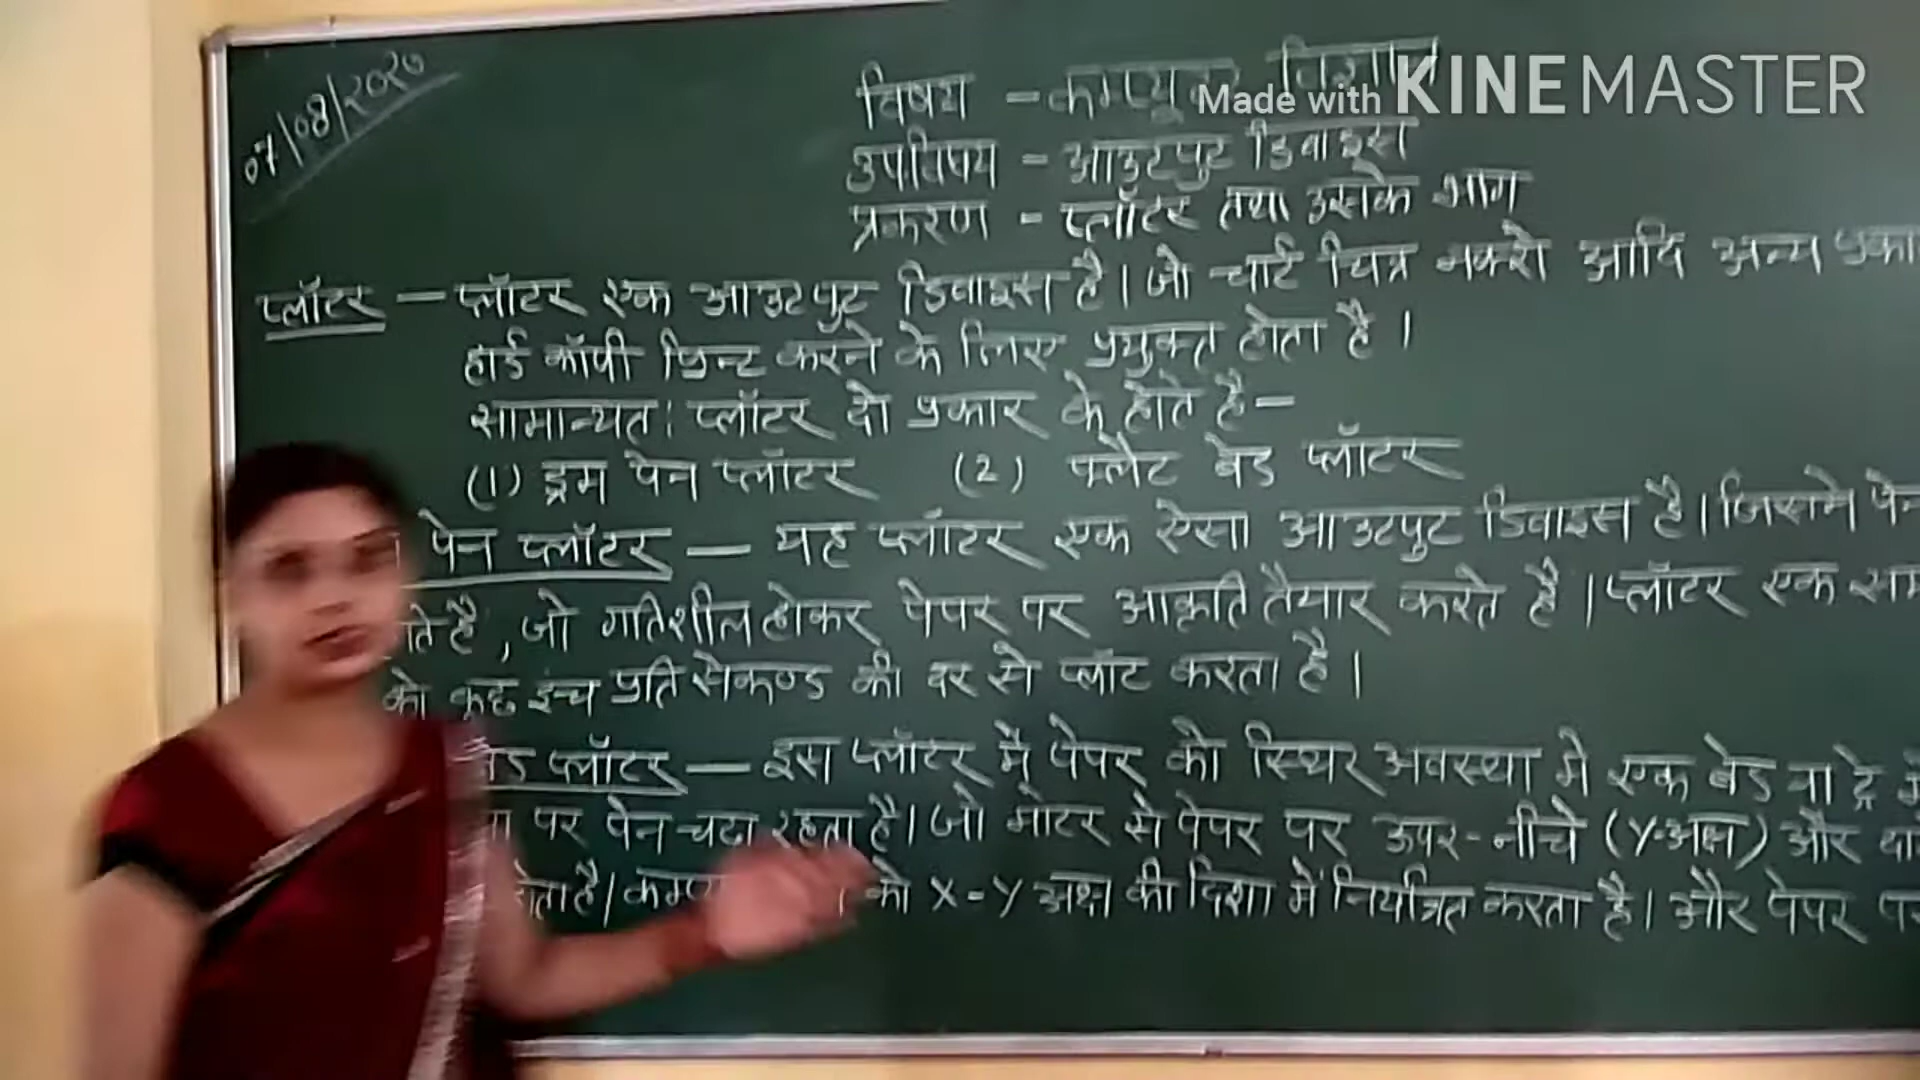 07/08/२०२०
विषय - कम्प्यूटर विज्ञान
Made with KINEMASTER
उपविषय - आउटपुट डिवाइस
प्रकरण - प्लॉटर तथा उसके भाग
प्लॉटर — प्लॉटर एक आउटपुट डिवाइस है। जो चार्ट चित्र नक्शे आदि अन्य
हार्ड कॉपी प्रिन्ट करने के लिए प्रयुक्त होता है।
सामान्यतः प्लॉटर दो प्रकार के होते है-
(1) ड्रम पेन प्लॉटर (2) फ्लैट बेड प्लॉटर
पेन प्लॉटर — यह प्लॉटर एक ऐसा आउटपुट डिवाइस है। जिसमे पेन
है, जो गतिशील होकर पेपर पर आकृति तैयार करते है। प्लॉटर एक
को कुछ इंच प्रति सेकण्ड की दर से प्लॉट करता है।
प्लॉटर — इस प्लॉटर मे पेपर को स्थिर अवस्था मे एक बेड या ट्रे
पर पेन चढा रहता है। जो मोटर से पेपर पर उपर-नीचे (Y-अक्ष) और
को X-Y अक्ष की दिशा में नियंत्रित करता है। और पेपर पर